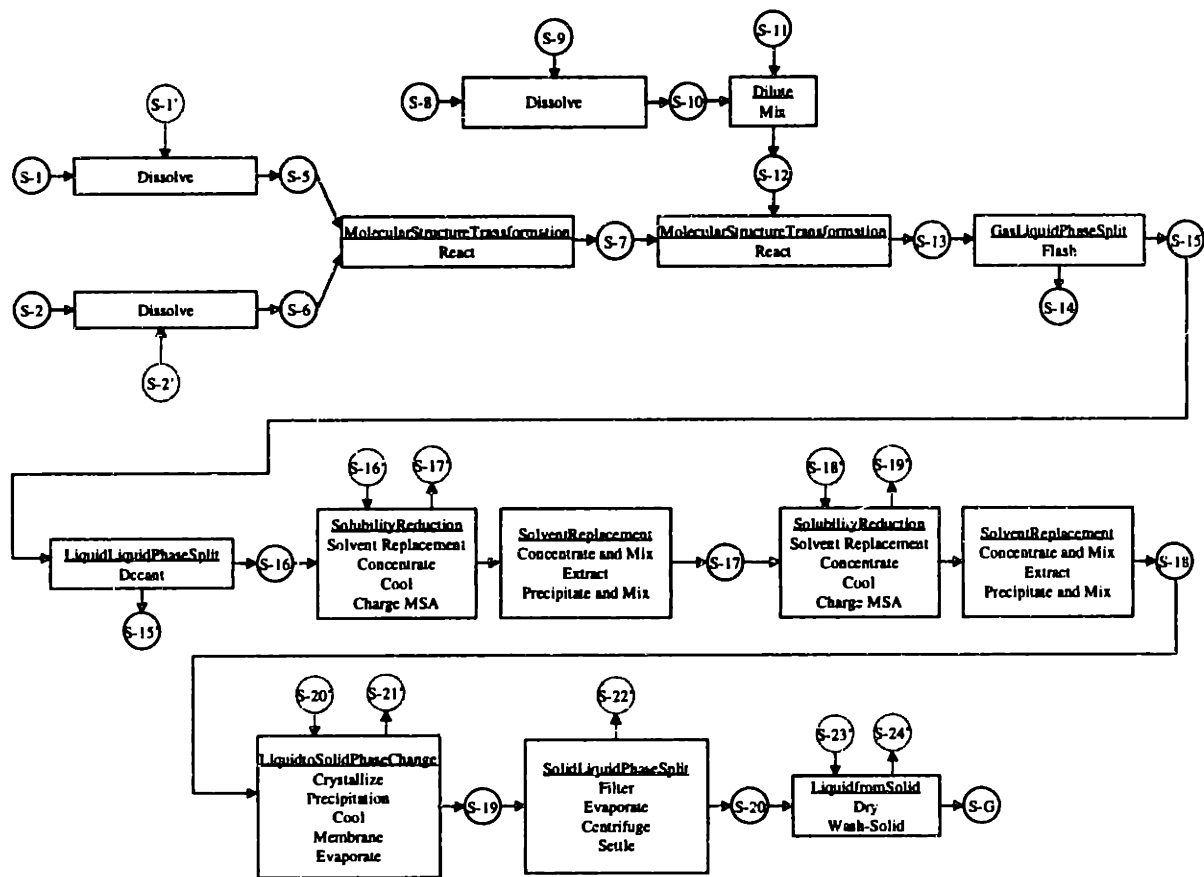 S-9
S-11
S-8
Dissolve
S-10
Dilute
Mix
S-1'
S-1
Dissolve
S-5
S-12
MolecularStructureTransformation
React
S-7
MolecularStructureTransformation
React
S-13
GasLiquidPhaseSplit
Flash
S-15
S-2
Dissolve
S-6
S-14
S-2'
S-16'
S-17'
S-18'
S-19'
LiquidLiquidPhaseSplit
Decant
S-16
SolubilityReduction
Solvent Replacement
Concentrate
Cool
Charge MSA
SolventReplacement
Concentrate and Mix
Extract
Precipitate and Mix
S-17
SolubilityReduction
Solvent Replacement
Concentrate
Cool
Charge MSA
SolventReplacement
Concentrate and Mix
Extract
Precipitate and Mix
S-18
S-15'
S-20'
S-21'
S-22'
S-23'
S-24'
LiquidtoSolidPhaseChange
Crystallize
Precipitation
Cool
Membrane
Evaporate
S-19
SolidLiquidPhaseSplit
Filter
Evaporate
Centrifuge
Settle
S-20
LiquidfromSolid
Dry
Wash-Solid
S-G